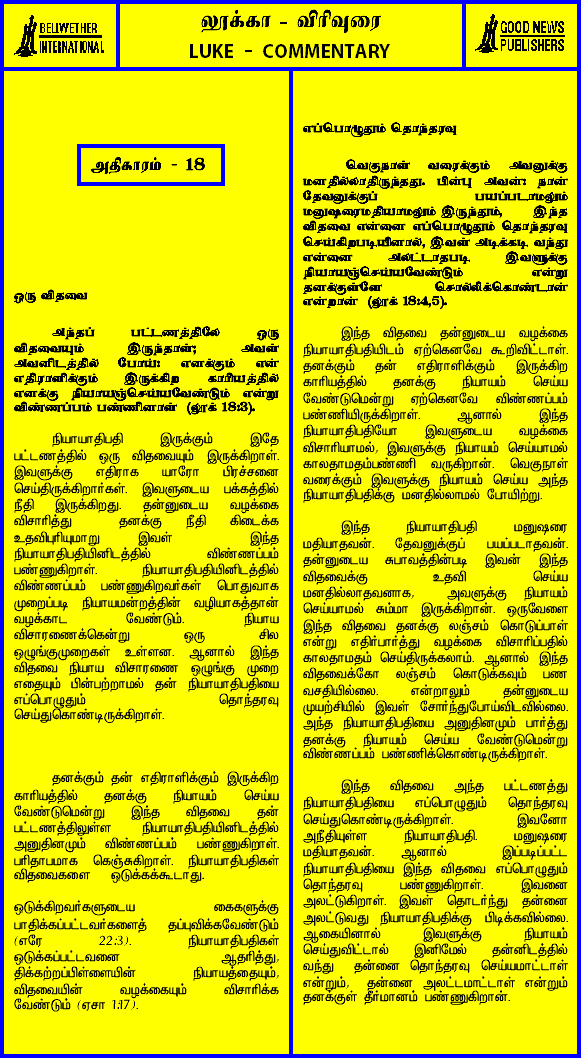 BELLWETHER
INTERNATIONAL
லூக்கா - விரிவுரை
LUKE - COMMENTARY
GOOD NEWS
PUBLISHERS
அதிகாரம் - 18
ஒரு விதவை
அந்தப் பட்டணத்திலே ஒரு
விதவையும் இருந்தாள்; அவள்
அவனிடத்தில் போய்: எனக்கும் என்
எதிராளிக்கும் இருக்கிற காரியத்தில்
எனக்கு நியாயஞ்செய்யவேண்டும் என்று
விண்ணப்பம் பண்ணினாள் (லூக் 18:3).
நியாயாதிபதி இருக்கும் இதே
பட்டணத்தில் ஒரு விதவையும் இருக்கிறாள்.
இவளுக்கு எதிராக யாரோ பிரச்சனை
செய்திருக்கிறார்கள். இவளுடைய பக்கத்தில்
நீதி இருக்கிறது. தன்னுடைய வழக்கை
விசாரித்து தனக்கு நீதி கிடைக்க
உதவிபுரியுமாறு இவள் இந்த
நியாயாதிபதியினிடத்தில் விண்ணப்பம்
பண்ணுகிறாள். நியாயாதிபதியினிடத்தில்
விண்ணப்பம் பண்ணுகிறவர்கள் பொதுவாக
முறைப்படி நியாயமன்றத்தின் வழியாகத்தான்
வழக்காட வேண்டும். நியாய
விசாரணைக்கென்று ஒரு சில
ஒழுங்குமுறைகள் உள்ளன. ஆனால் இந்த
விதவை நியாய விசாரணை ஒழுங்கு முறை
எதையும் பின்பற்றாமல் தன் நியாயாதிபதியை
எப்பொழுதும் தொந்தரவு
செய்துகொண்டிருக்கிறாள்.
தனக்கும் தன் எதிராளிக்கும் இருக்கிற
காரியத்தில் தனக்கு நியாயம் செய்ய
வேண்டுமென்று இந்த விதவை தன்
பட்டணத்திலுள்ள நியாயாதிபதியினிடத்தில்
அனுதினமும் விண்ணப்பம் பண்ணுகிறாள்.
பரிதாபமாக கெஞ்சுகிறாள். நியாயாதிபதிகள்
விதவைகளை ஒடுக்கக்கூடாது.
ஒடுக்கிறவர்களுடைய கைகளுக்கு
பாதிக்கப்பட்டவர்களைத் தப்புவிக்கவேண்டும்
(எரே 22:3). நியாயாதிபதிகள்
ஒடுக்கப்பட்டவனை ஆதரித்து,
திக்கற்றப்பிள்ளையின் நியாயத்தையும்,
விதவையின் வழக்கையும் விசாரிக்க
வேண்டும் (ஏசா 1:17).
எப்பொழுதும் தொந்தரவு
வெகுநாள் வரைக்கும் அவனுக்கு
மனதில்லாதிருந்தது. பின்பு அவன்: நான்
தேவனுக்குப் பயப்படாமலும்
மனுஷரைமதியாமலும் இருந்தும், இந்த
விதவை என்னை எப்பொழுதும் தொந்தரவு
செய்கிறபடியினால், இவள் அடிக்கடி வந்து
என்னை அலட்டாதபடி இவளுக்கு
நியாயஞ்செய்யவேண்டும் என்று
தனக்குள்ளே சொல்லிக்கொண்டான்
என்றான் (லூக் 18:4,5).
இந்த விதவை தன்னுடைய வழக்கை
நியாயாதிபதியிடம் ஏற்கெனவே கூறிவிட்டாள்.
தனக்கும் தன் எதிராளிக்கும் இருக்கிற
காரியத்தில் தனக்கு நியாயம் செய்ய
வேண்டுமென்று ஏற்கெனவே விண்ணப்பம்
பண்ணியிருக்கிறாள். ஆனால் இந்த
நியாயாதிபதியோ இவளுடைய வழக்கை
விசாரியாமல், இவளுக்கு நியாயம் செய்யாமல்
காலதாமதம்பண்ணி வருகிறான். வெகுநாள்
வரைக்கும் இவளுக்கு நியாயம் செய்ய அந்த
நியாயாதிபதிக்கு மனதில்லாமல் போயிற்று.
இந்த நியாயாதிபதி மனுஷரை
மதியாதவன். தேவனுக்குப் பயப்படாதவன்.
தன்னுடைய சுபாவத்தின்படி இவன் இந்த
விதவைக்கு உதவி செய்ய
மனதில்லாதவனாக, அவளுக்கு நியாயம்
செய்யாமல் சும்மா இருக்கிறான். ஒருவேளை
இந்த விதவை தனக்கு லஞ்சம் கொடுப்பாள்
என்று எதிர்பார்த்து வழக்கை விசாரிப்பதில்
காலதாமதம் செய்திருக்கலாம். ஆனால் இந்த
விதவைக்கோ லஞ்சம் கொடுக்கவும் பண
வசதியில்லை. என்றாலும் தன்னுடைய
முயற்சியில் இவள் சோர்ந்துபோய்விடவில்லை.
அந்த நியாயாதிபதியை அனுதினமும் பார்த்து
தனக்கு நியாயம் செய்ய வேண்டுமென்று
விண்ணப்பம் பண்ணிக்கொண்டிருக்கிறாள்.
இந்த விதவை அந்த பட்டணத்து
நியாயாதிபதியை எப்பொழுதும் தொந்தரவு
செய்துகொண்டிருக்கிறாள். இவனோ
அநீதியுள்ள நியாயாதிபதி. மனுஷரை
மதியாதவன். ஆனால் இப்படிப்பட்ட
நியாயாதிபதியை இந்த விதவை எப்பொழுதும்
தொந்தரவு பண்ணுகிறாள். இவனை
அலட்டுகிறாள். இவள் தொடர்ந்து தன்னை
அலட்டுவது நியாயாதிபதிக்கு பிடிக்கவில்லை.
ஆகையினால் இவளுக்கு நியாயம்
செய்துவிட்டால் இனிமேல் தன்னிடத்தில்
வந்து தன்னை தொந்தரவு செய்யமாட்டாள்
என்றும், தன்னை அலட்டமாட்டாள் என்றும்
தனக்குள் தீர்மானம் பண்ணுகிறான்.